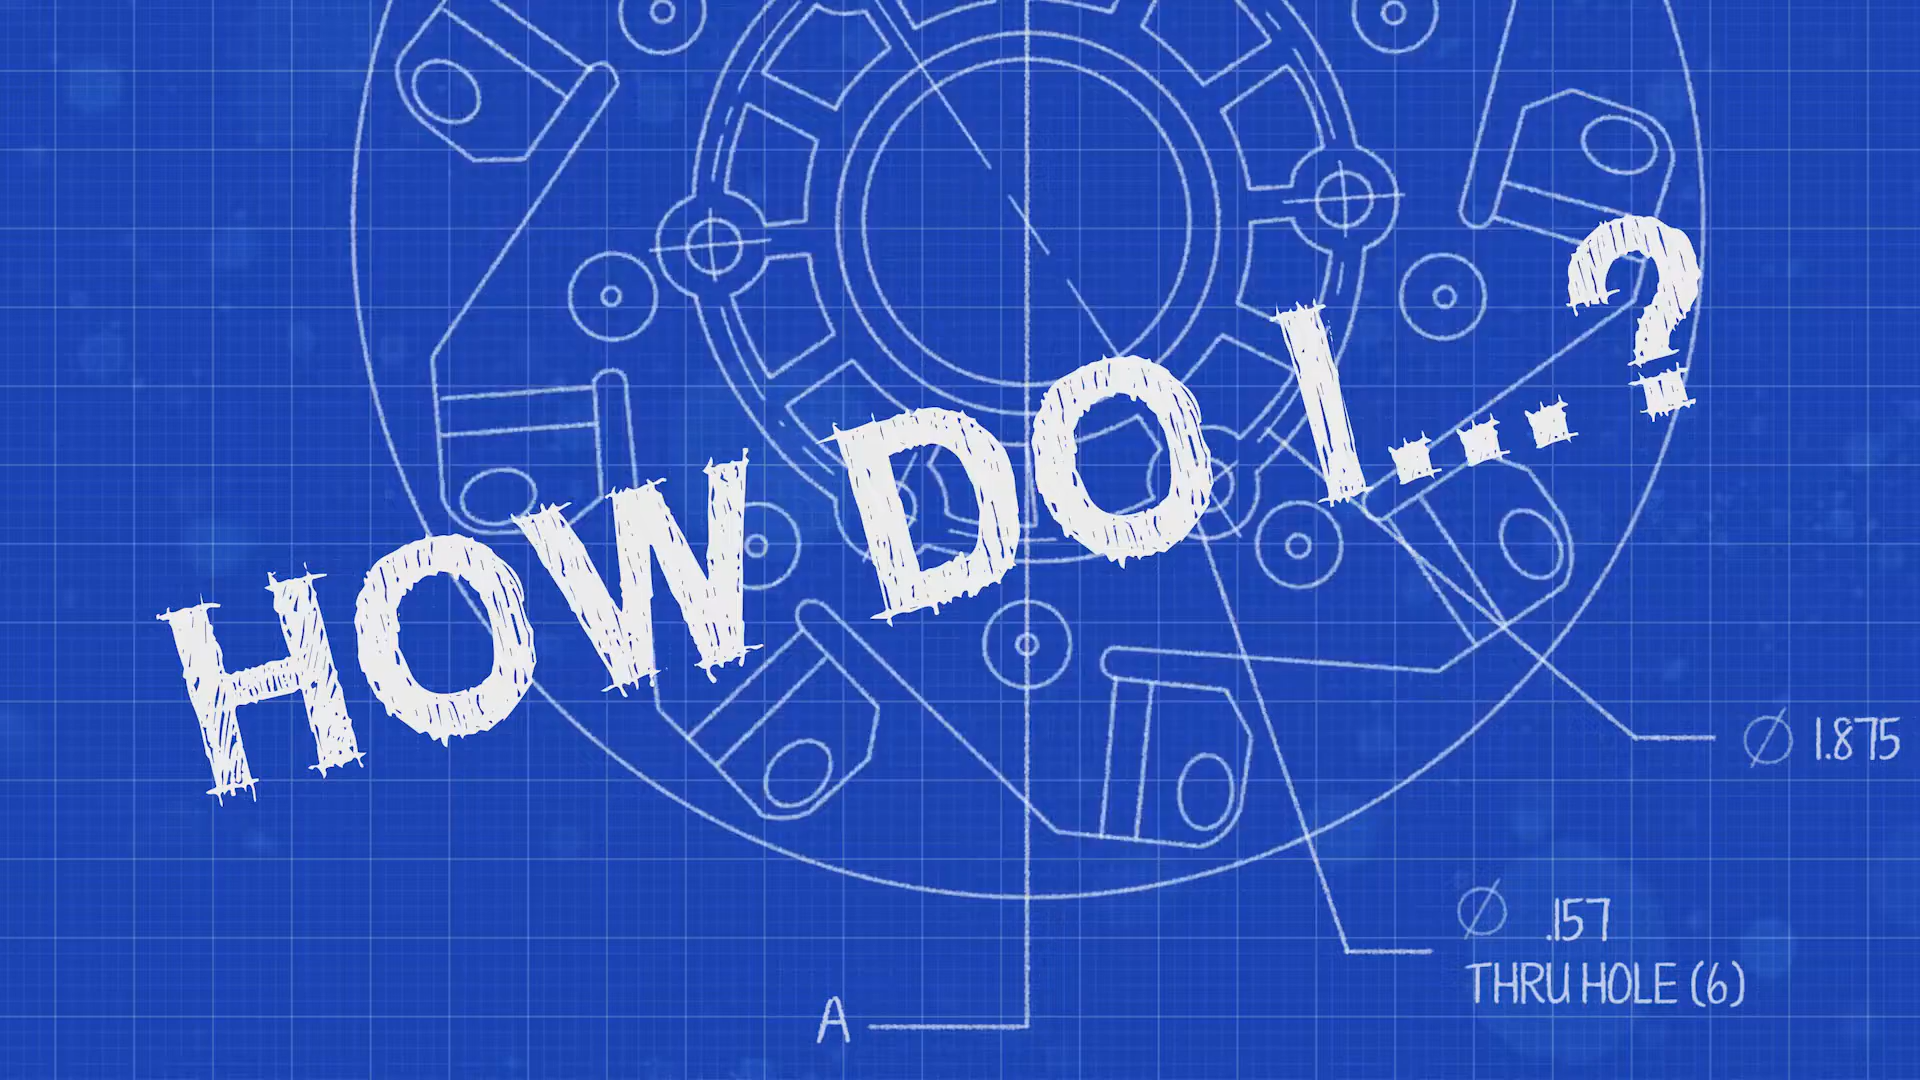 HOW DO I...?
Ø 1.875
Ø .157
THRU HOLE (6)
A